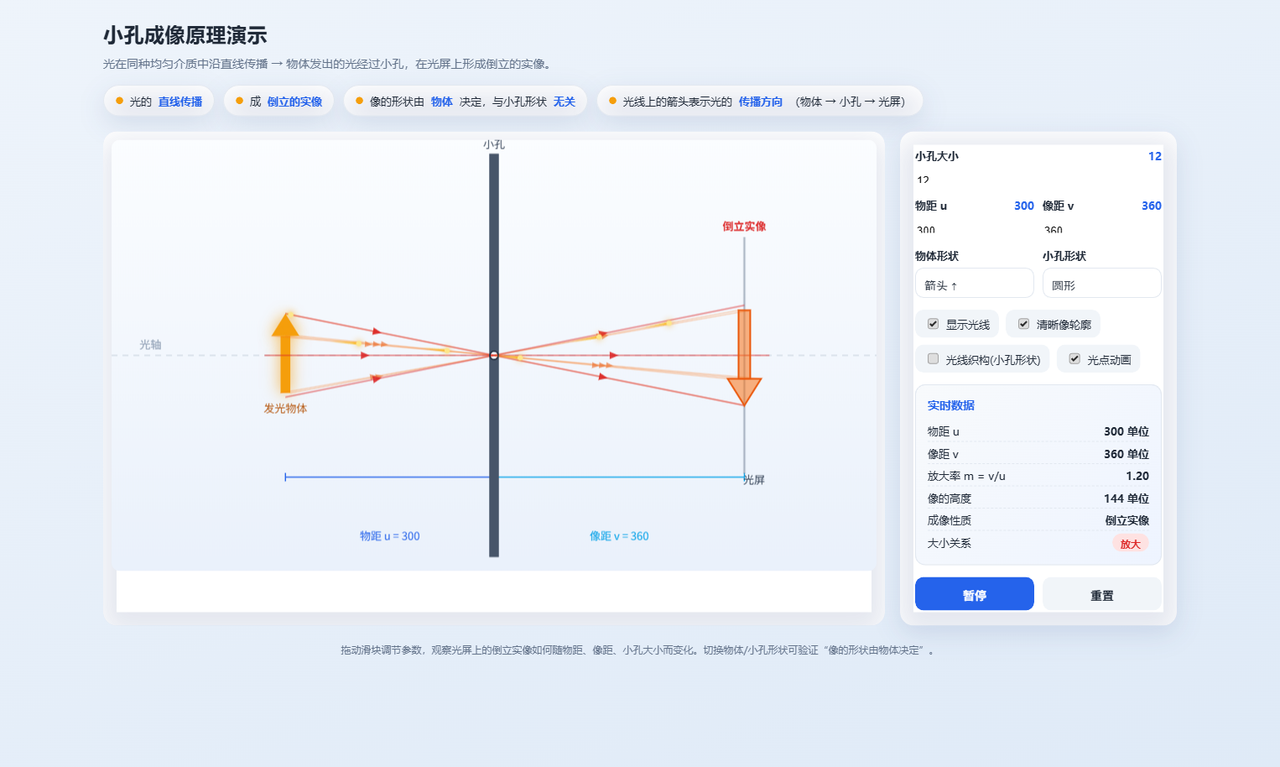 小孔成像原理演示
光在同种均匀介质中沿直线传播 → 物体发出的光经过小孔，在光屏上形成倒立的实像。
光的 直线传播
成 倒立的实像
像的形状由 物体 决定，与小孔形状 无关
光线上的箭头表示光的 传播方向 （物体 → 小孔 → 光屏）
小孔
倒立实像
光轴
发光物体
光屏
物距 u = 300
像距 v = 360
小孔大小 12
12
物距 u 300 像距 v 360
300 360
物体形状 小孔形状
箭头 ↑ 圆形
显示光线 清晰像轮廓
光线织构(小孔形状) 光点动画
实时数据
物距 u 300 单位
像距 v 360 单位
放大率 m = v/u 1.20
像的高度 144 单位
成像性质 倒立实像
大小关系 放大
暂停 重置
拖动滑块调节参数，观察光屏上的倒立实像如何随物距、像距、小孔大小而变化。切换物体/小孔形状可验证“像的形状由物体决定”。